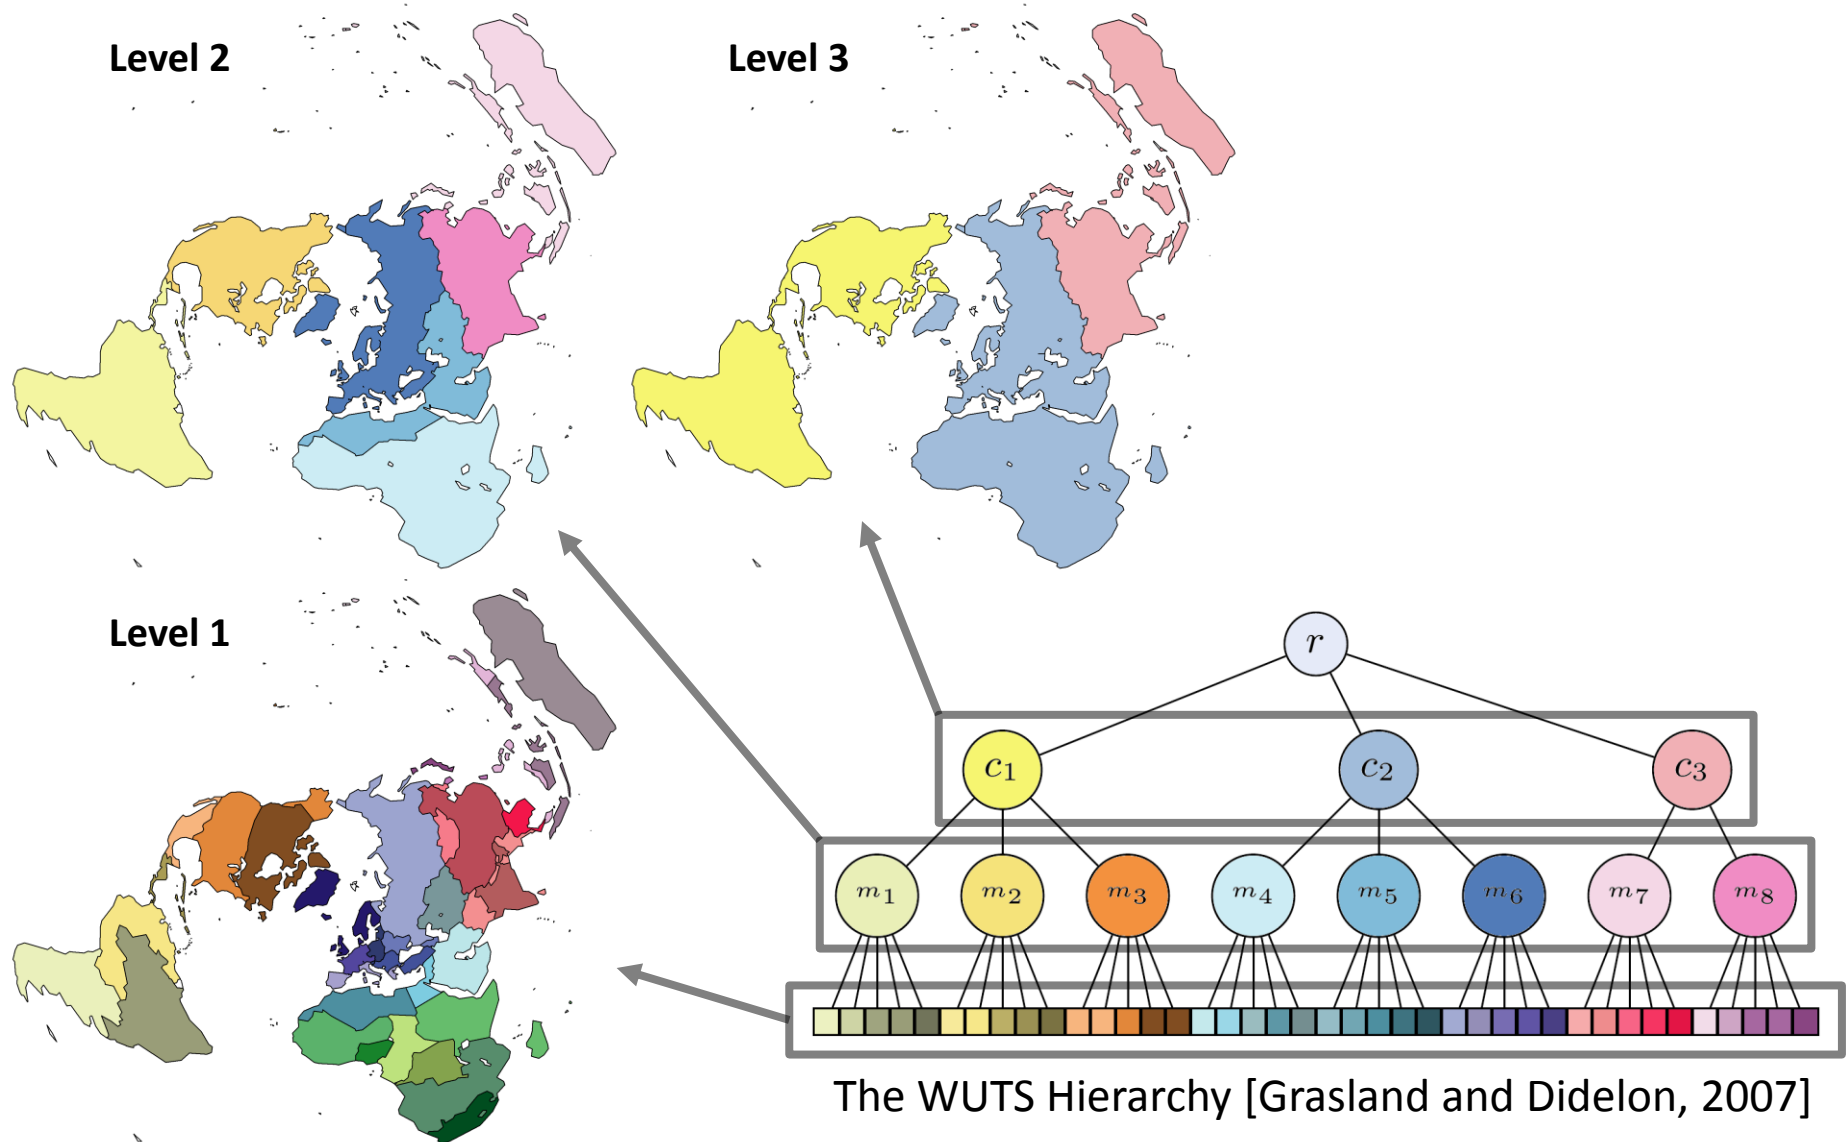 Level 2
Level 3
Level 1
r
c1
c2
c3
m1
m2
m3
m4
m5
m6
m7
m8
The WUTS Hierarchy [Grasland and Didelon, 2007]